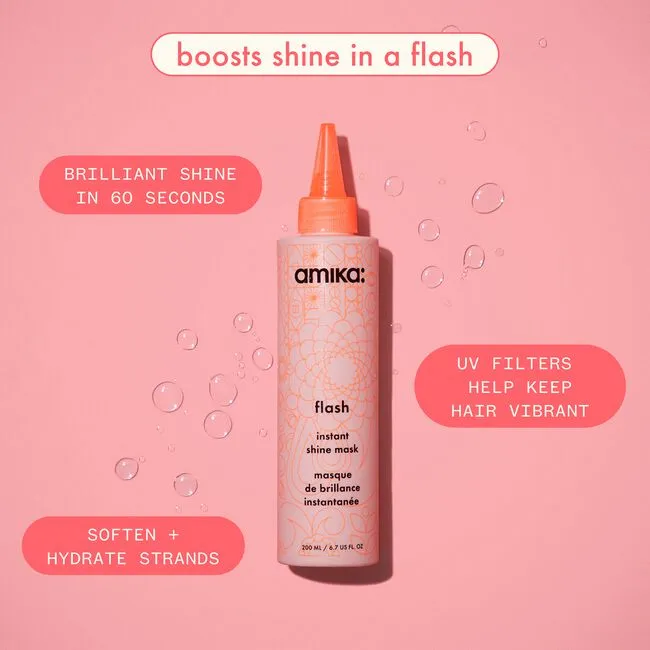 boosts shine in a flash
BRILLIANT SHINE
IN 60 SECONDS
amika:
flash
instant
shine mask
masque
de brillance
instantanée
200 ML / 6.7 US FL. OZ
UV FILTERS
HELP KEEP
HAIR VIBRANT
SOFTEN +
HYDRATE STRANDS